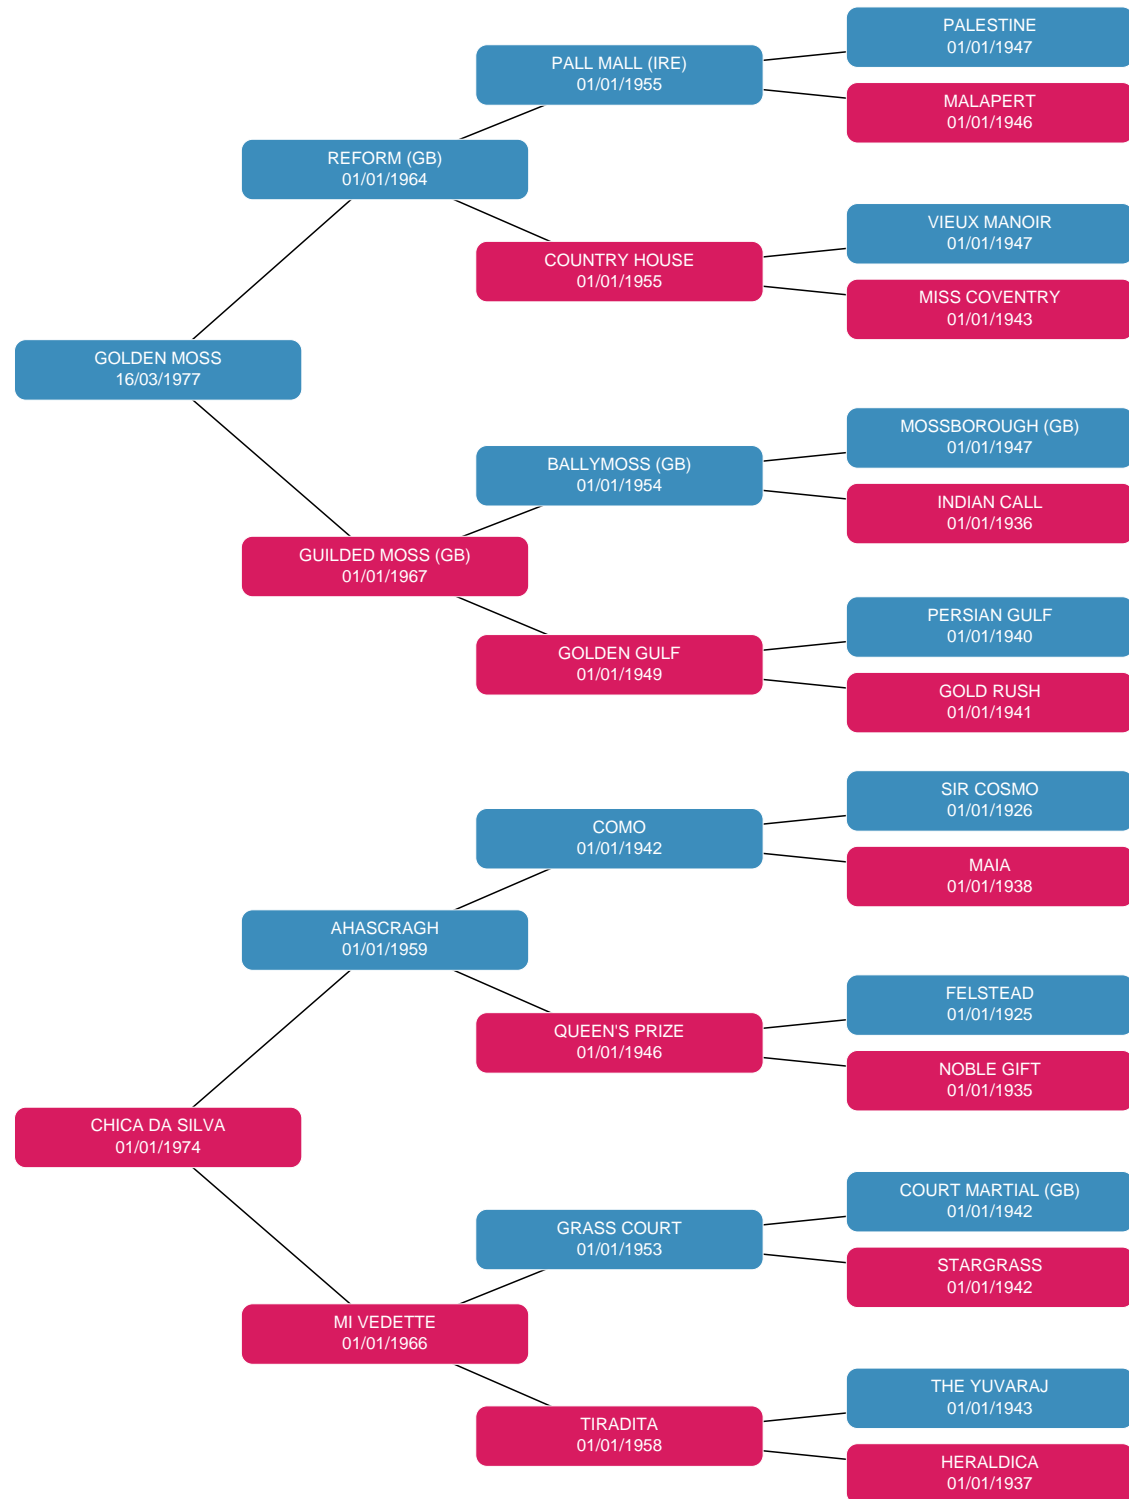 PALESTINE
01/01/1947
PALL MALL (IRE)
01/01/1955
MALAPERT
01/01/1946
REFORM (GB)
01/01/1964
VIEUX MANOIR
01/01/1947
COUNTRY HOUSE
01/01/1955
MISS COVENTRY
01/01/1943
GOLDEN MOSS
16/03/1977
MOSSBOROUGH (GB)
01/01/1947
BALLYMOSS (GB)
01/01/1954
INDIAN CALL
01/01/1936
GUILDED MOSS (GB)
01/01/1967
PERSIAN GULF
01/01/1940
GOLDEN GULF
01/01/1949
GOLD RUSH
01/01/1941
SIR COSMO
01/01/1926
COMO
01/01/1942
MAIA
01/01/1938
AHASCRAGH
01/01/1959
FELSTEAD
01/01/1925
QUEEN'S PRIZE
01/01/1946
NOBLE GIFT
01/01/1935
CHICA DA SILVA
01/01/1974
COURT MARTIAL (GB)
01/01/1942
GRASS COURT
01/01/1953
STARGRASS
01/01/1942
MI VEDETTE
01/01/1966
THE YUVARAJ
01/01/1943
TIRADITA
01/01/1958
HERALDICA
01/01/1937